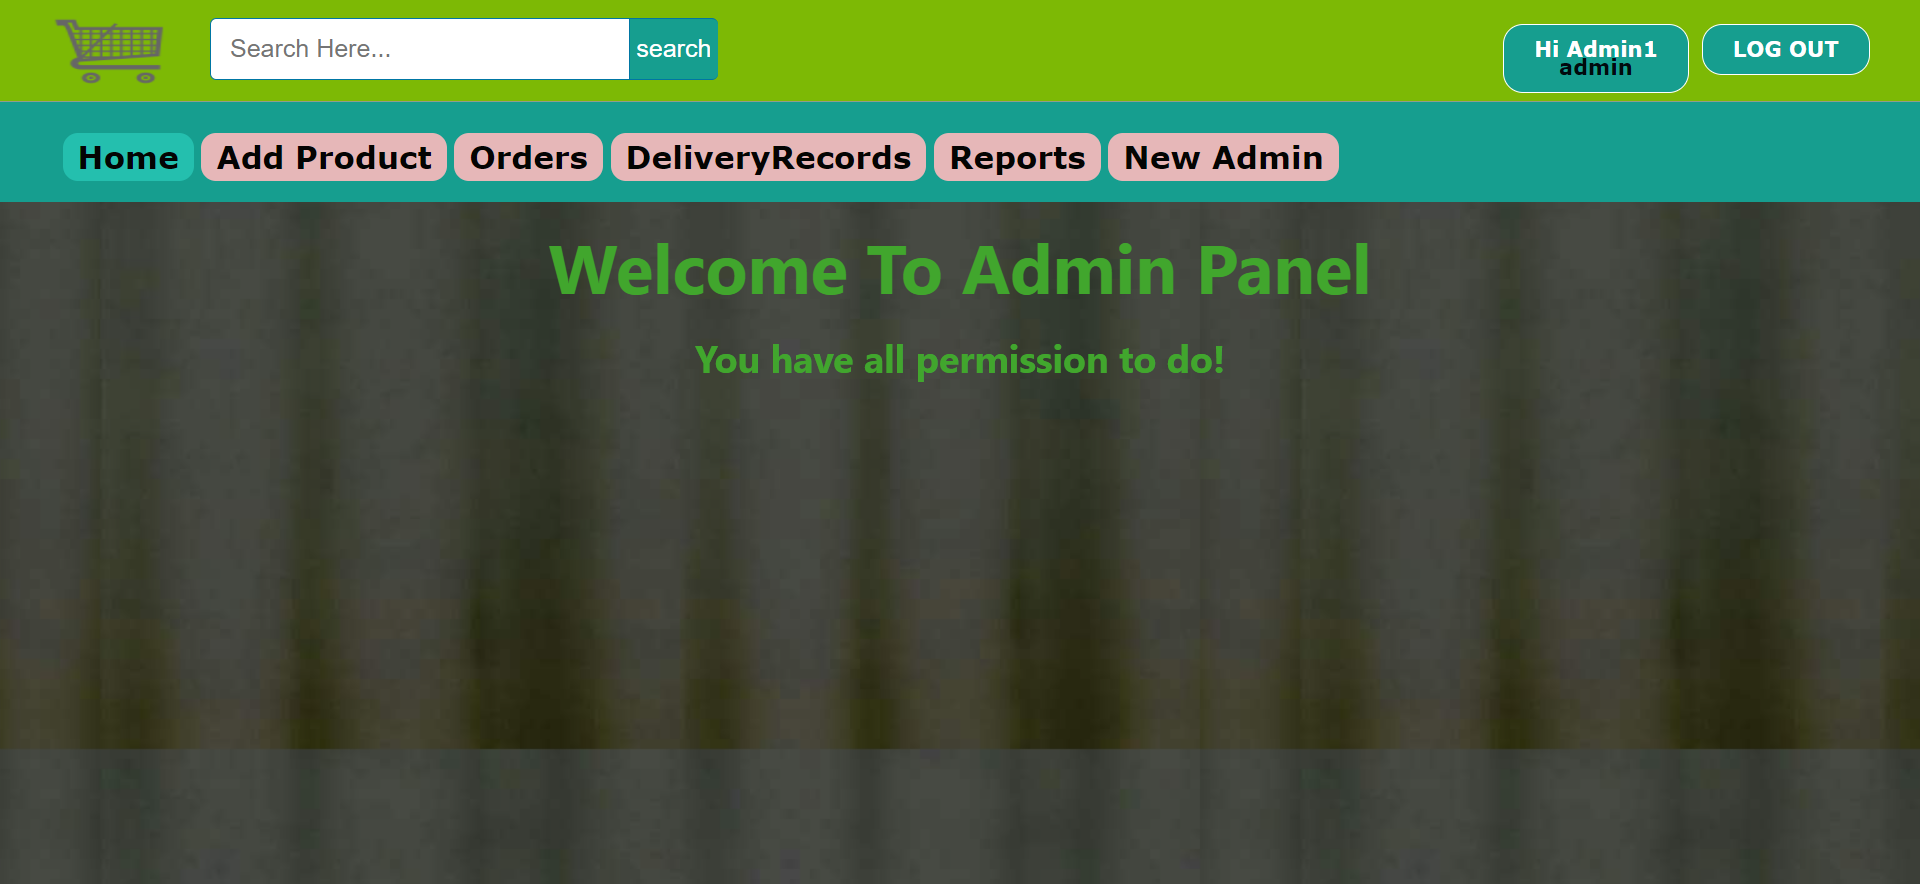 Search Here...
search
Hi Admin1
admin
LOG OUT
Home
Add Product
Orders
DeliveryRecords
Reports
New Admin
Welcome To Admin Panel
You have all permission to do!